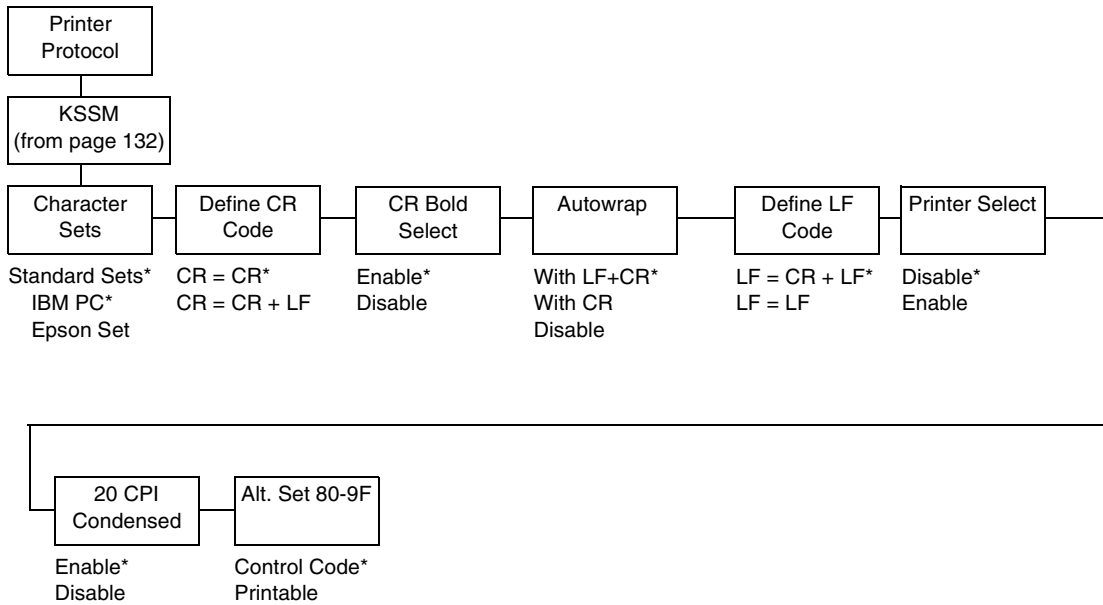 Printer
Protocol
KSSM
(from page 132)
Character
Sets
Define CR
Code
CR Bold
Select
Autowrap
Define LF
Code
Printer Select
Standard Sets*
IBM PC*
Epson Set
CR = CR*
CR = CR + LF
Enable*
Disable
With LF+CR*
With CR
Disable
LF = CR + LF*
LF = LF
Disable*
Enable
20 CPI
Condensed
Alt. Set 80-9F
Enable*
Disable
Control Code*
Printable